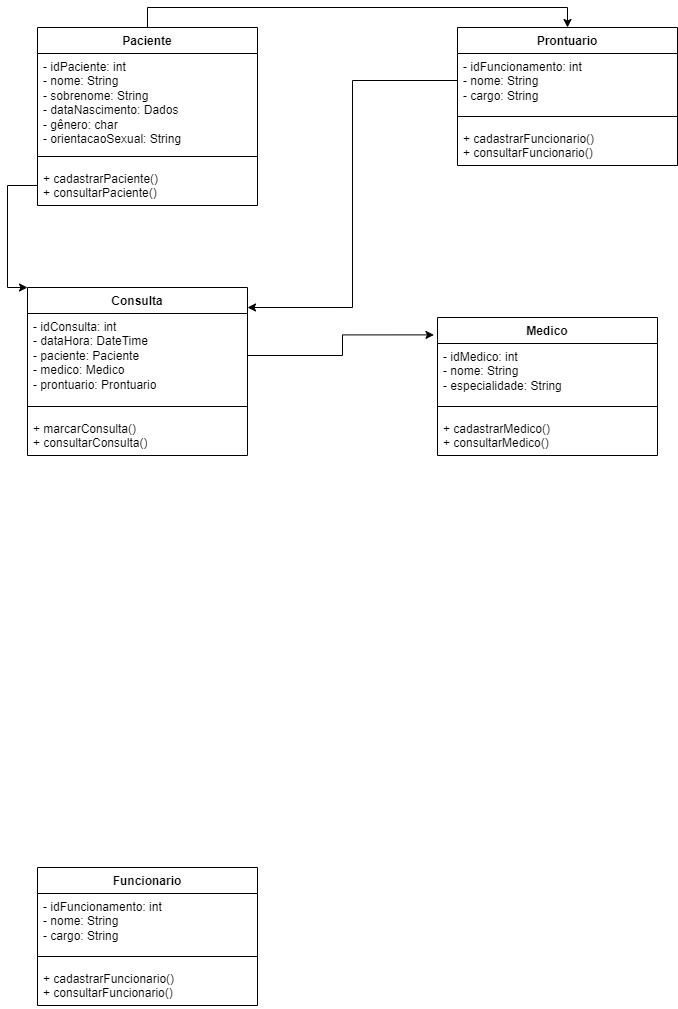 Paciente
- idPaciente: int
- nome: String
- sobrenome: String
- dataNascimento: Dados
- gênero: char
- orientacaoSexual: String
+ cadastrarPaciente()
+ consultarPaciente()
Prontuario
- idFuncionamento: int
- nome: String
- cargo: String
+ cadastrarFuncionario()
+ consultarFuncionario()
Consulta
- idConsulta: int
- dataHora: DateTime
- paciente: Paciente
- medico: Medico
- prontuario: Prontuario
+ marcarConsulta()
+ consultarConsulta()
Medico
- idMedico: int
- nome: String
- especialidade: String
+ cadastrarMedico()
+ consultarMedico()
Funcionario
- idFuncionamento: int
- nome: String
- cargo: String
+ cadastrarFuncionario()
+ consultarFuncionario()